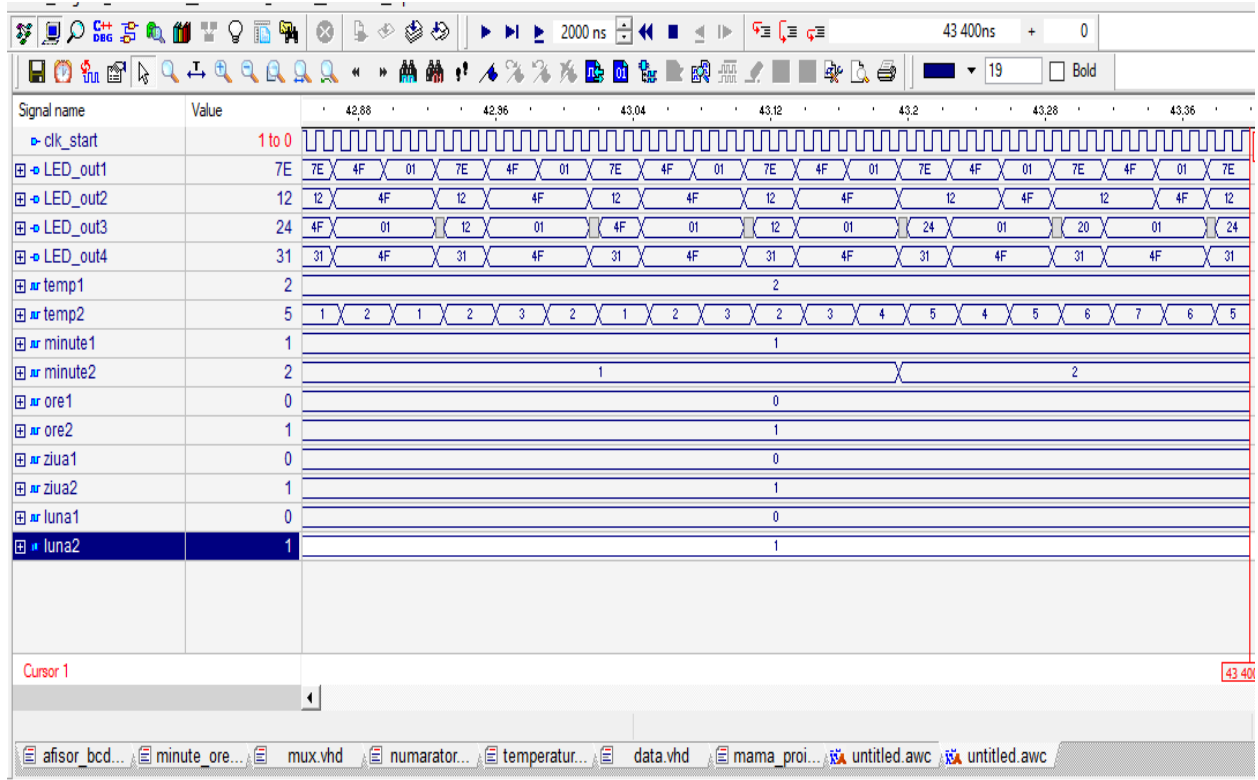 C++ DBG 2000 ns 43 400ns + 0
19 Bold
Signal name Value 42.88 42.96 43.04 43.12 43.2 43.28 43.36
clk_start 1 to 0
LED_out1 7E 7E 4F 01 7E 4F 01 7E 4F 01 7E 4F 01 7E 4F 01 7E 4F 01 7E
LED_out2 12 12 4F 12 4F 12 4F 12 4F 12 4F 12 4F 12
LED_out3 24 4F 01 12 01 4F 01 12 01 24 01 20 01 24
LED_out4 31 31 4F 31 4F 31 4F 31 4F 31 4F 31 4F 31
temp1 2 2
temp2 5 1 2 1 2 3 2 1 2 3 2 3 4 5 4 5 6 7 6 5
minute1 1 1
minute2 2 1 2
ore1 0 0
ore2 1 1
ziua1 0 0
ziua2 1 1
luna1 0 0
luna2 1 1
Cursor 1 43 400
afisor_bcd... minute_ore... mux.vhd numarator... temperatur... data.vhd mama_proi... untitled.awc untitled.awc